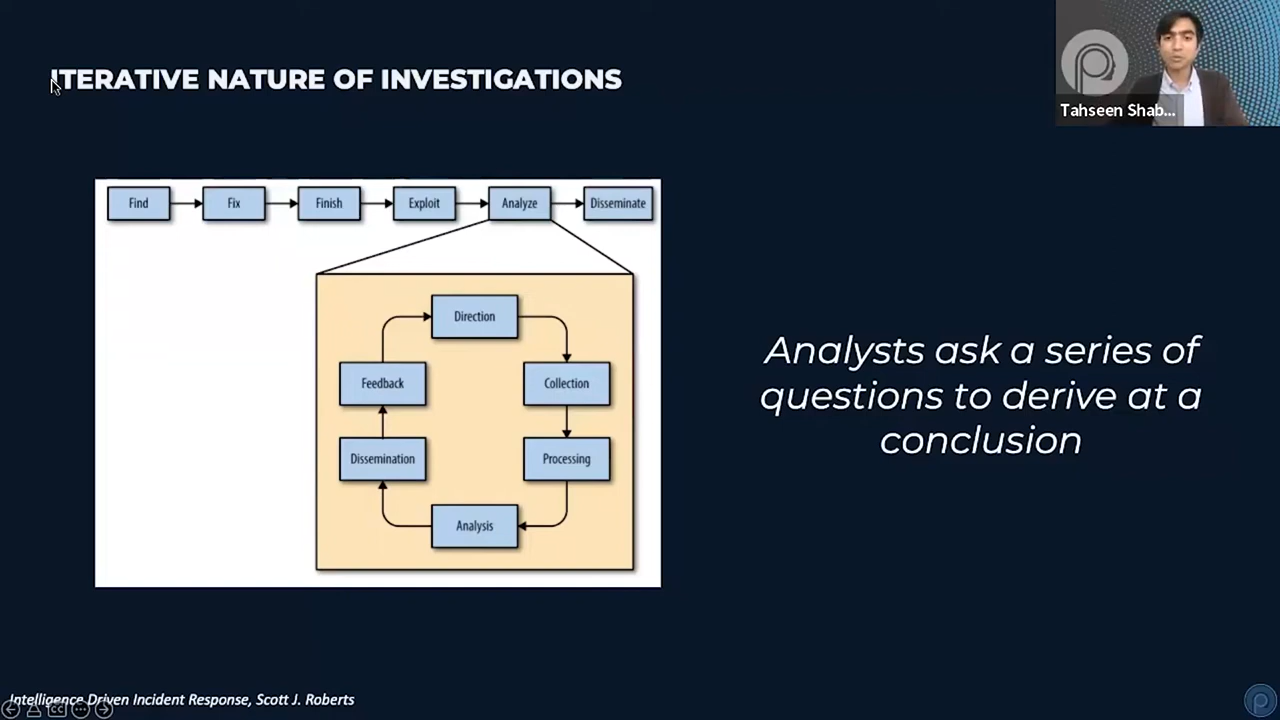 ITERATIVE NATURE OF INVESTIGATIONS
Tahseen Shab...
Find
Fix
Finish
Exploit
Analyze
Disseminate
Direction
Feedback
Collection
Dissemination
Processing
Analysis
Analysts ask a series of
questions to derive at a
conclusion
Intelligence Driven Incident Response, Scott J. Roberts
CC